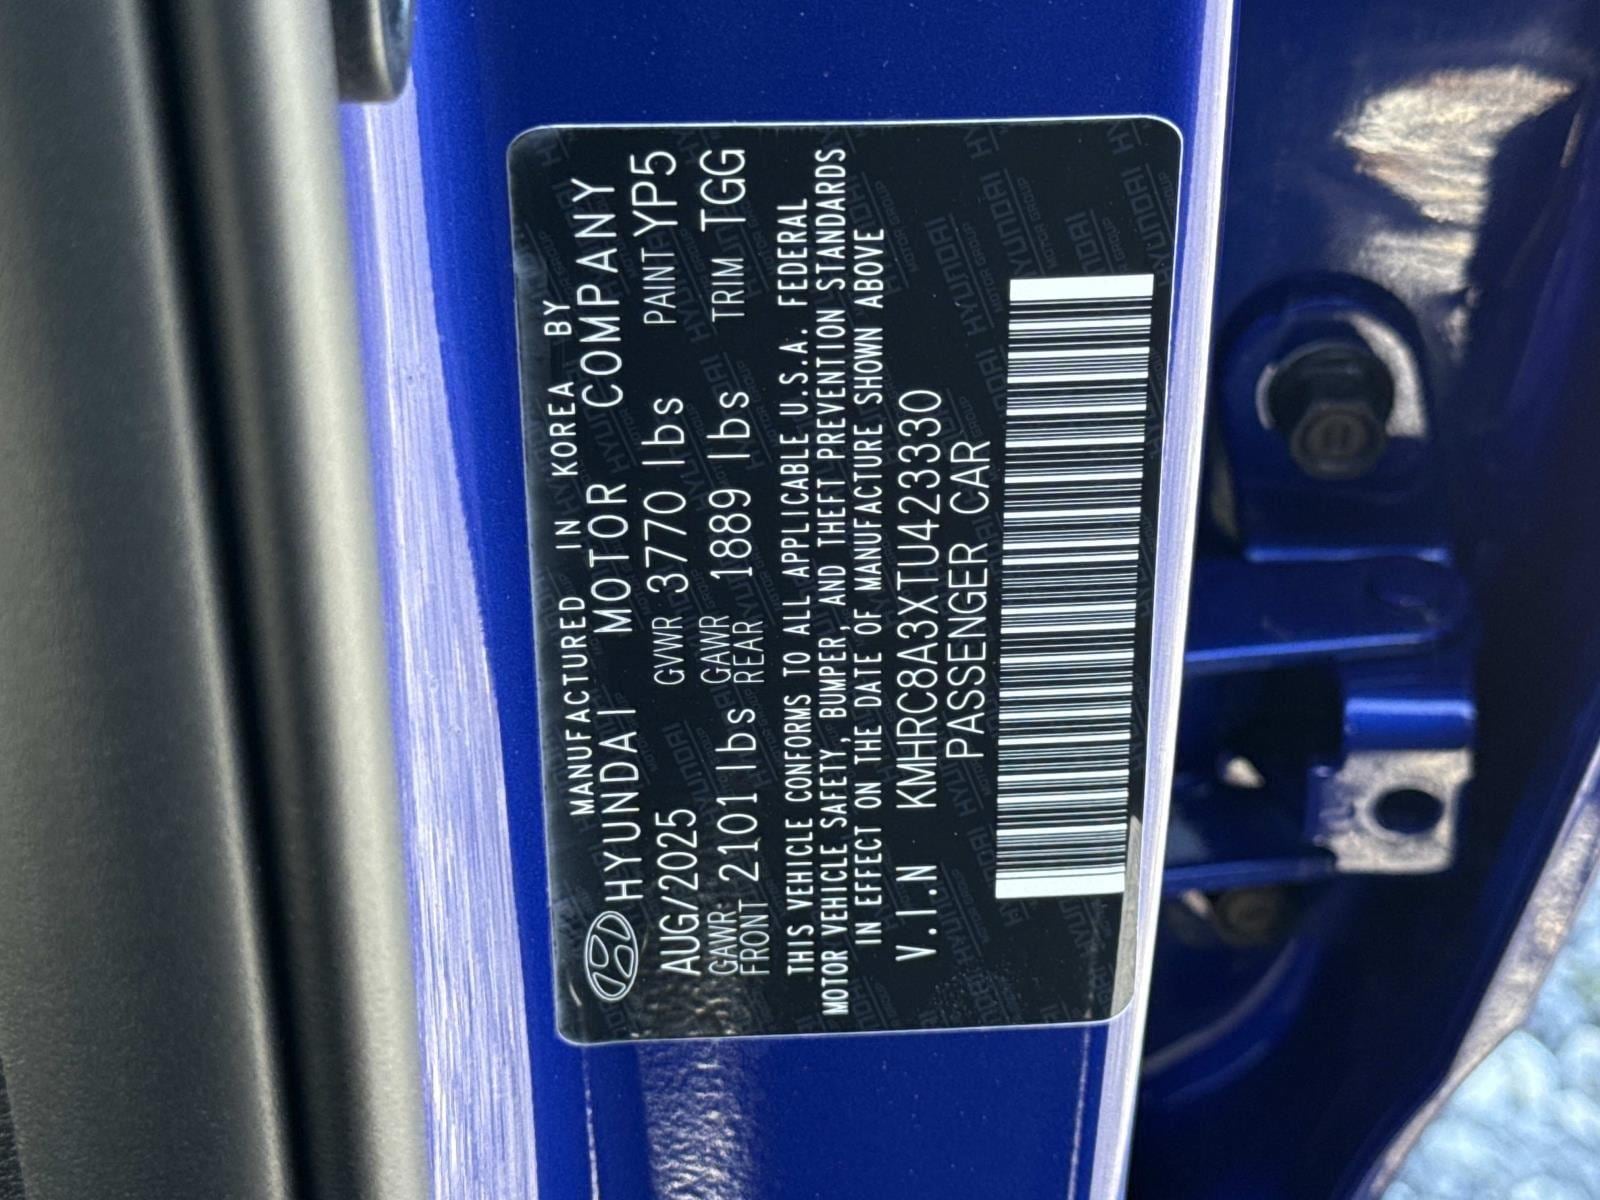 MANUFACTURED IN KOREA BY
HYUNDAI MOTOR COMPANY
AUG/2025 GVWR 3770 lbs PAINT YP5
GAWR: FRONT 2101 lbs GAWR REAR 1889 lbs TRIM TGG
THIS VEHICLE CONFORMS TO ALL APPLICABLE U.S.A. FEDERAL
MOTOR VEHICLE SAFETY, BUMPER, AND THEFT PREVENTION STANDARDS
IN EFFECT ON THE DATE OF MANUFACTURE SHOWN ABOVE
V.I.N KMHRC8A3XTU423330
PASSENGER CAR